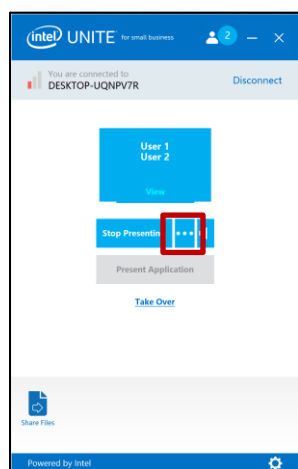 intel UNITE for small business 2
You are connected to
DESKTOP-UQNPV7R
Disconnect
User 1
User 2
View
Stop Presenting
Present Application
Take Over
Share Files
Powered by Intel